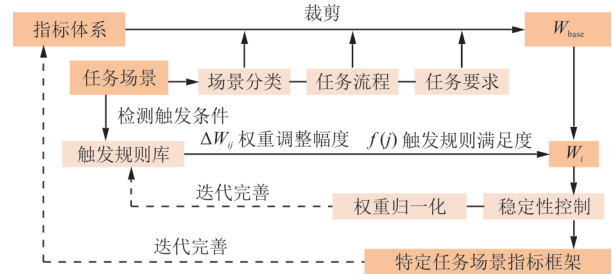 裁剪
指标体系
W_base
任务场景
场景分类
任务流程
任务要求
检测触发条件
触发规则库
ΔW_ij 权重调整幅度
f(j) 触发规则满足度
W_i
迭代完善
权重归一化
稳定性控制
迭代完善
特定任务场景指标框架